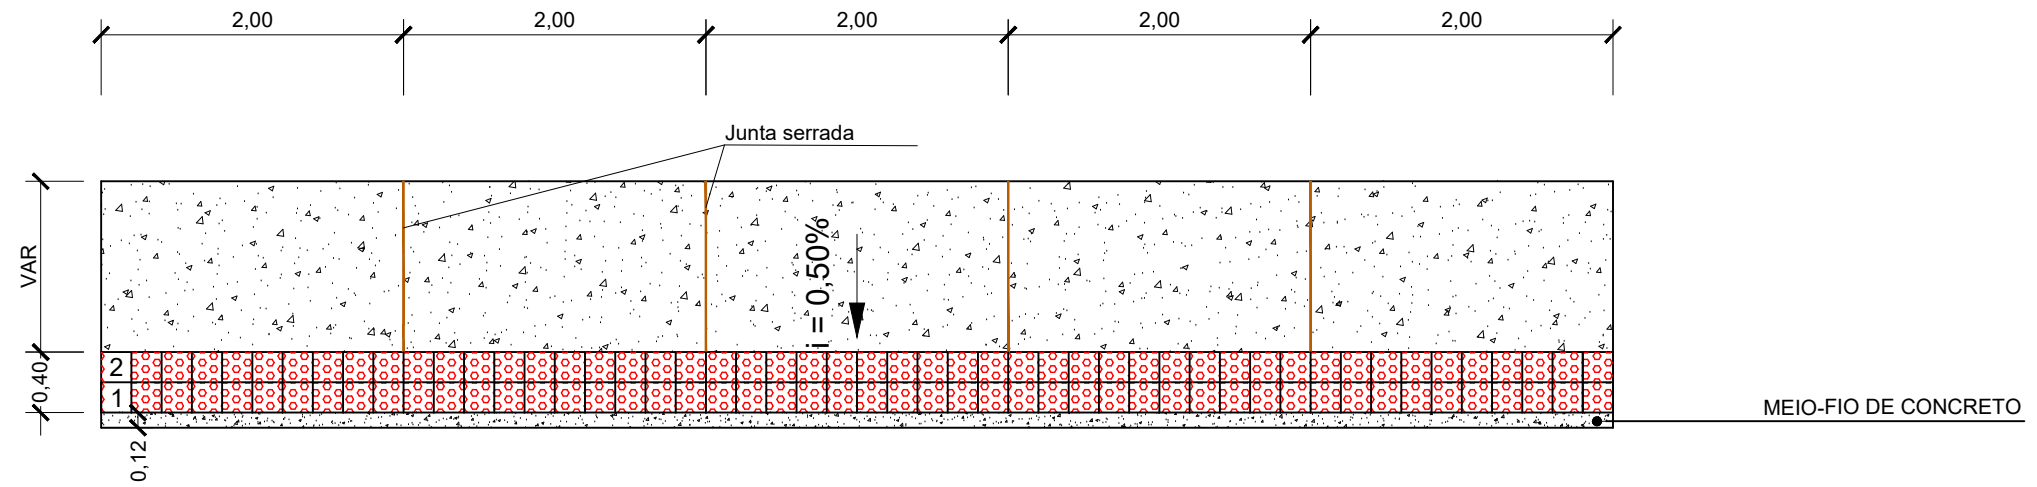 2,00 2,00 2,00 2,00 2,00
Junta serrada
VAR
i = 0,50%
0,40
2
1
MEIO-FIO DE CONCRETO
0,12